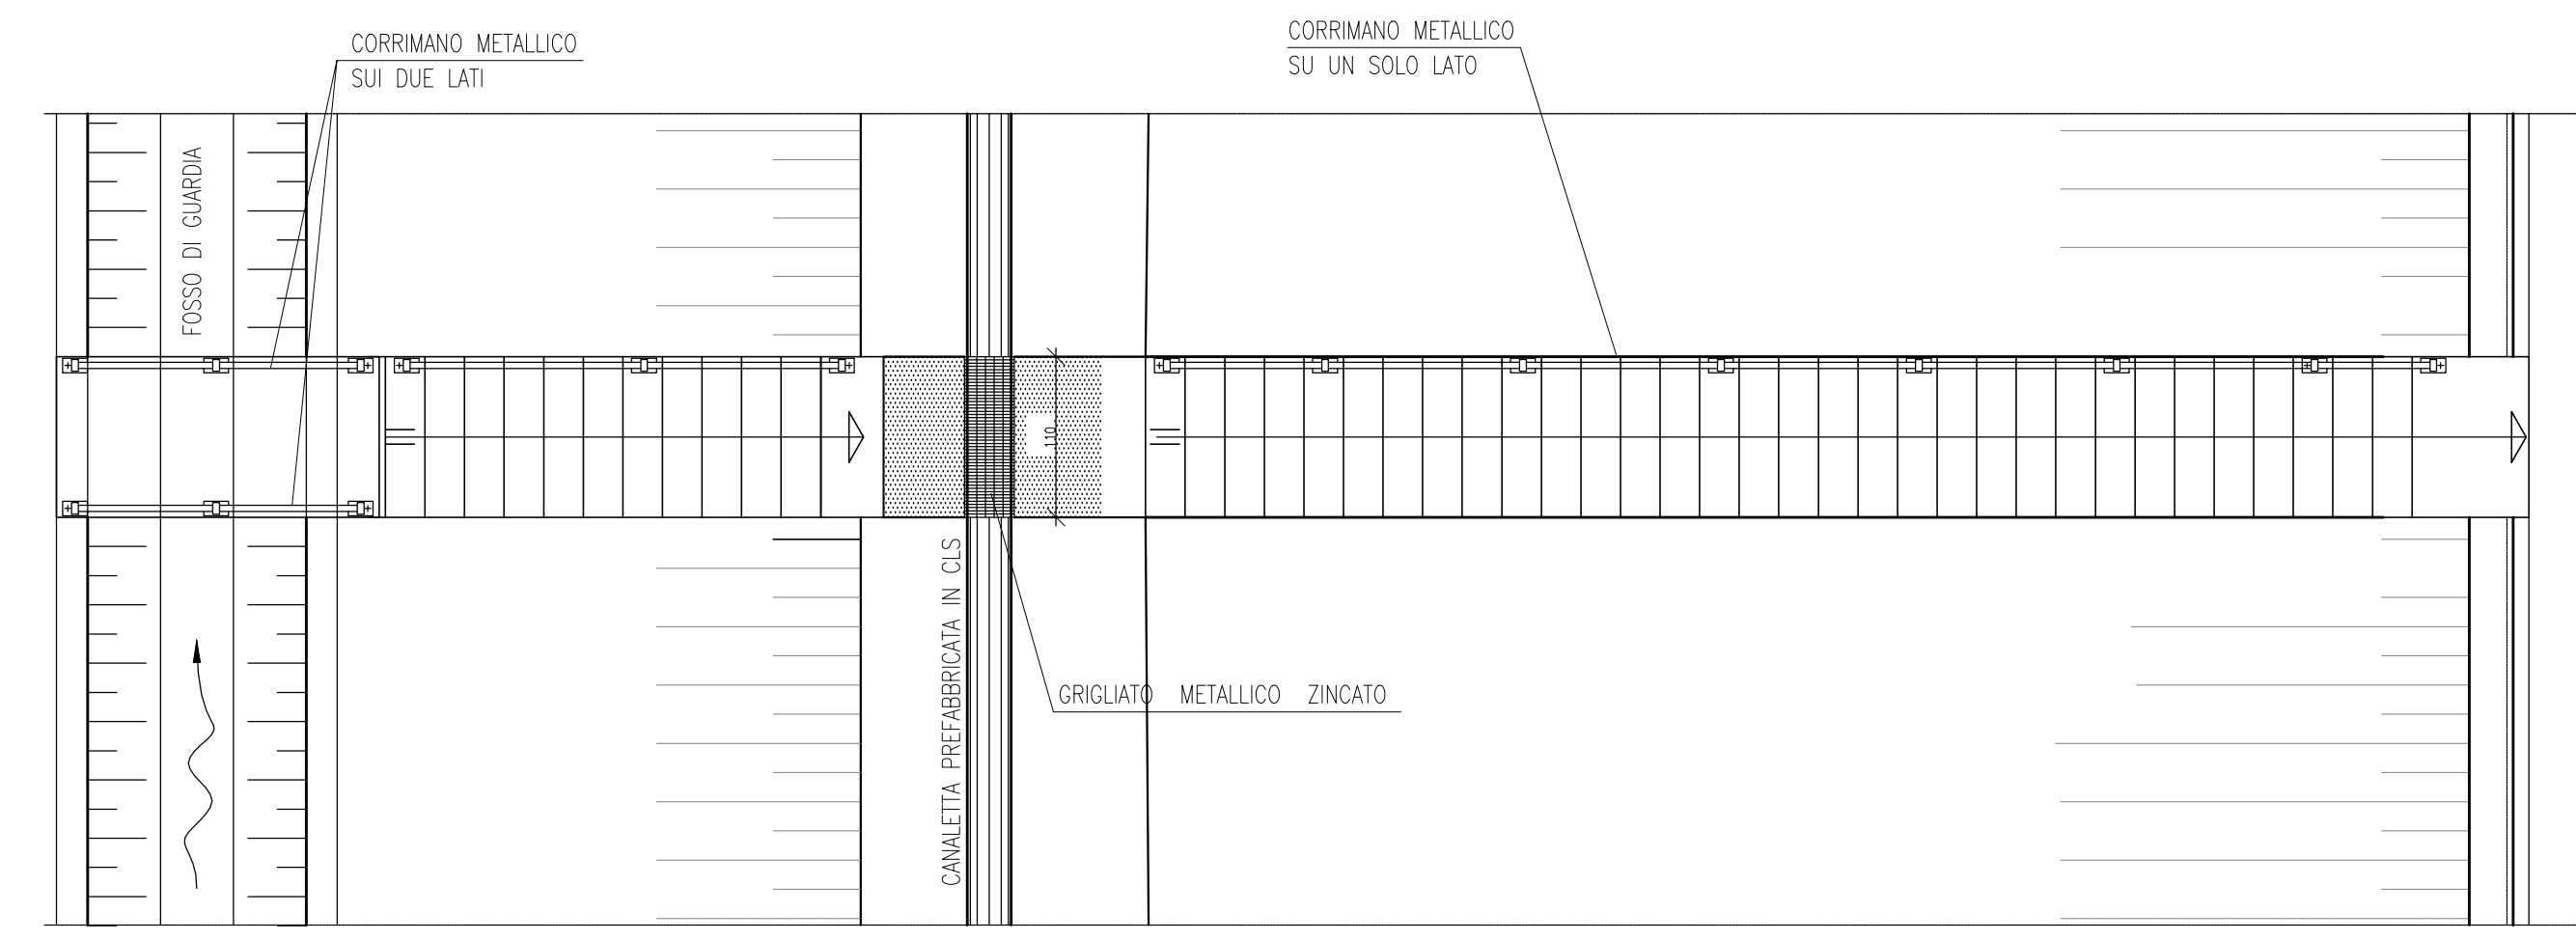 CORRIMANO METALLICO
SUI DUE LATI
CORRIMANO METALLICO
SU UN SOLO LATO
FOSSO DI GUARDIA
110
CANALETTA PREFABBRICATA IN CLS
GRIGLIATO METALLICO ZINCATO